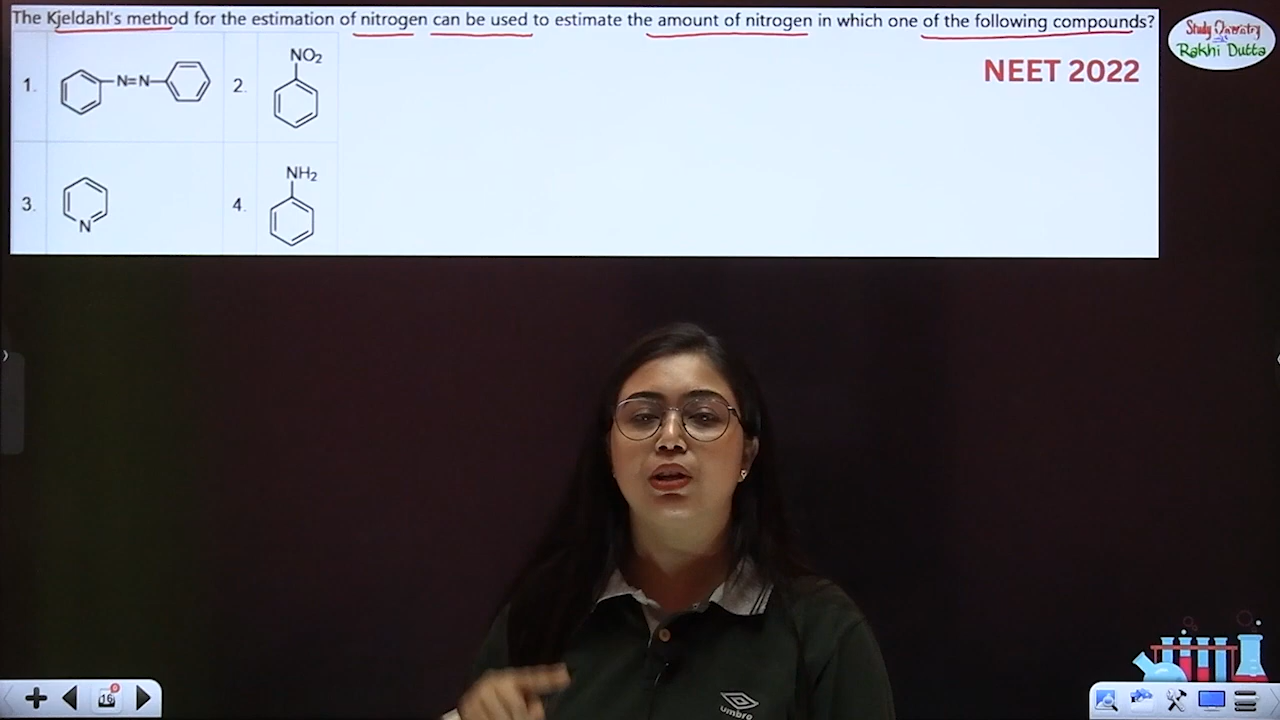 The Kjeldahl's method for the estimation of nitrogen can be used to estimate the amount of nitrogen in which one of the following compounds?
Study Chemistry
Rakhi Dutta
NEET 2022
1.
N=N
2.
NO₂
3.
N
4.
NH₂
umbro
16